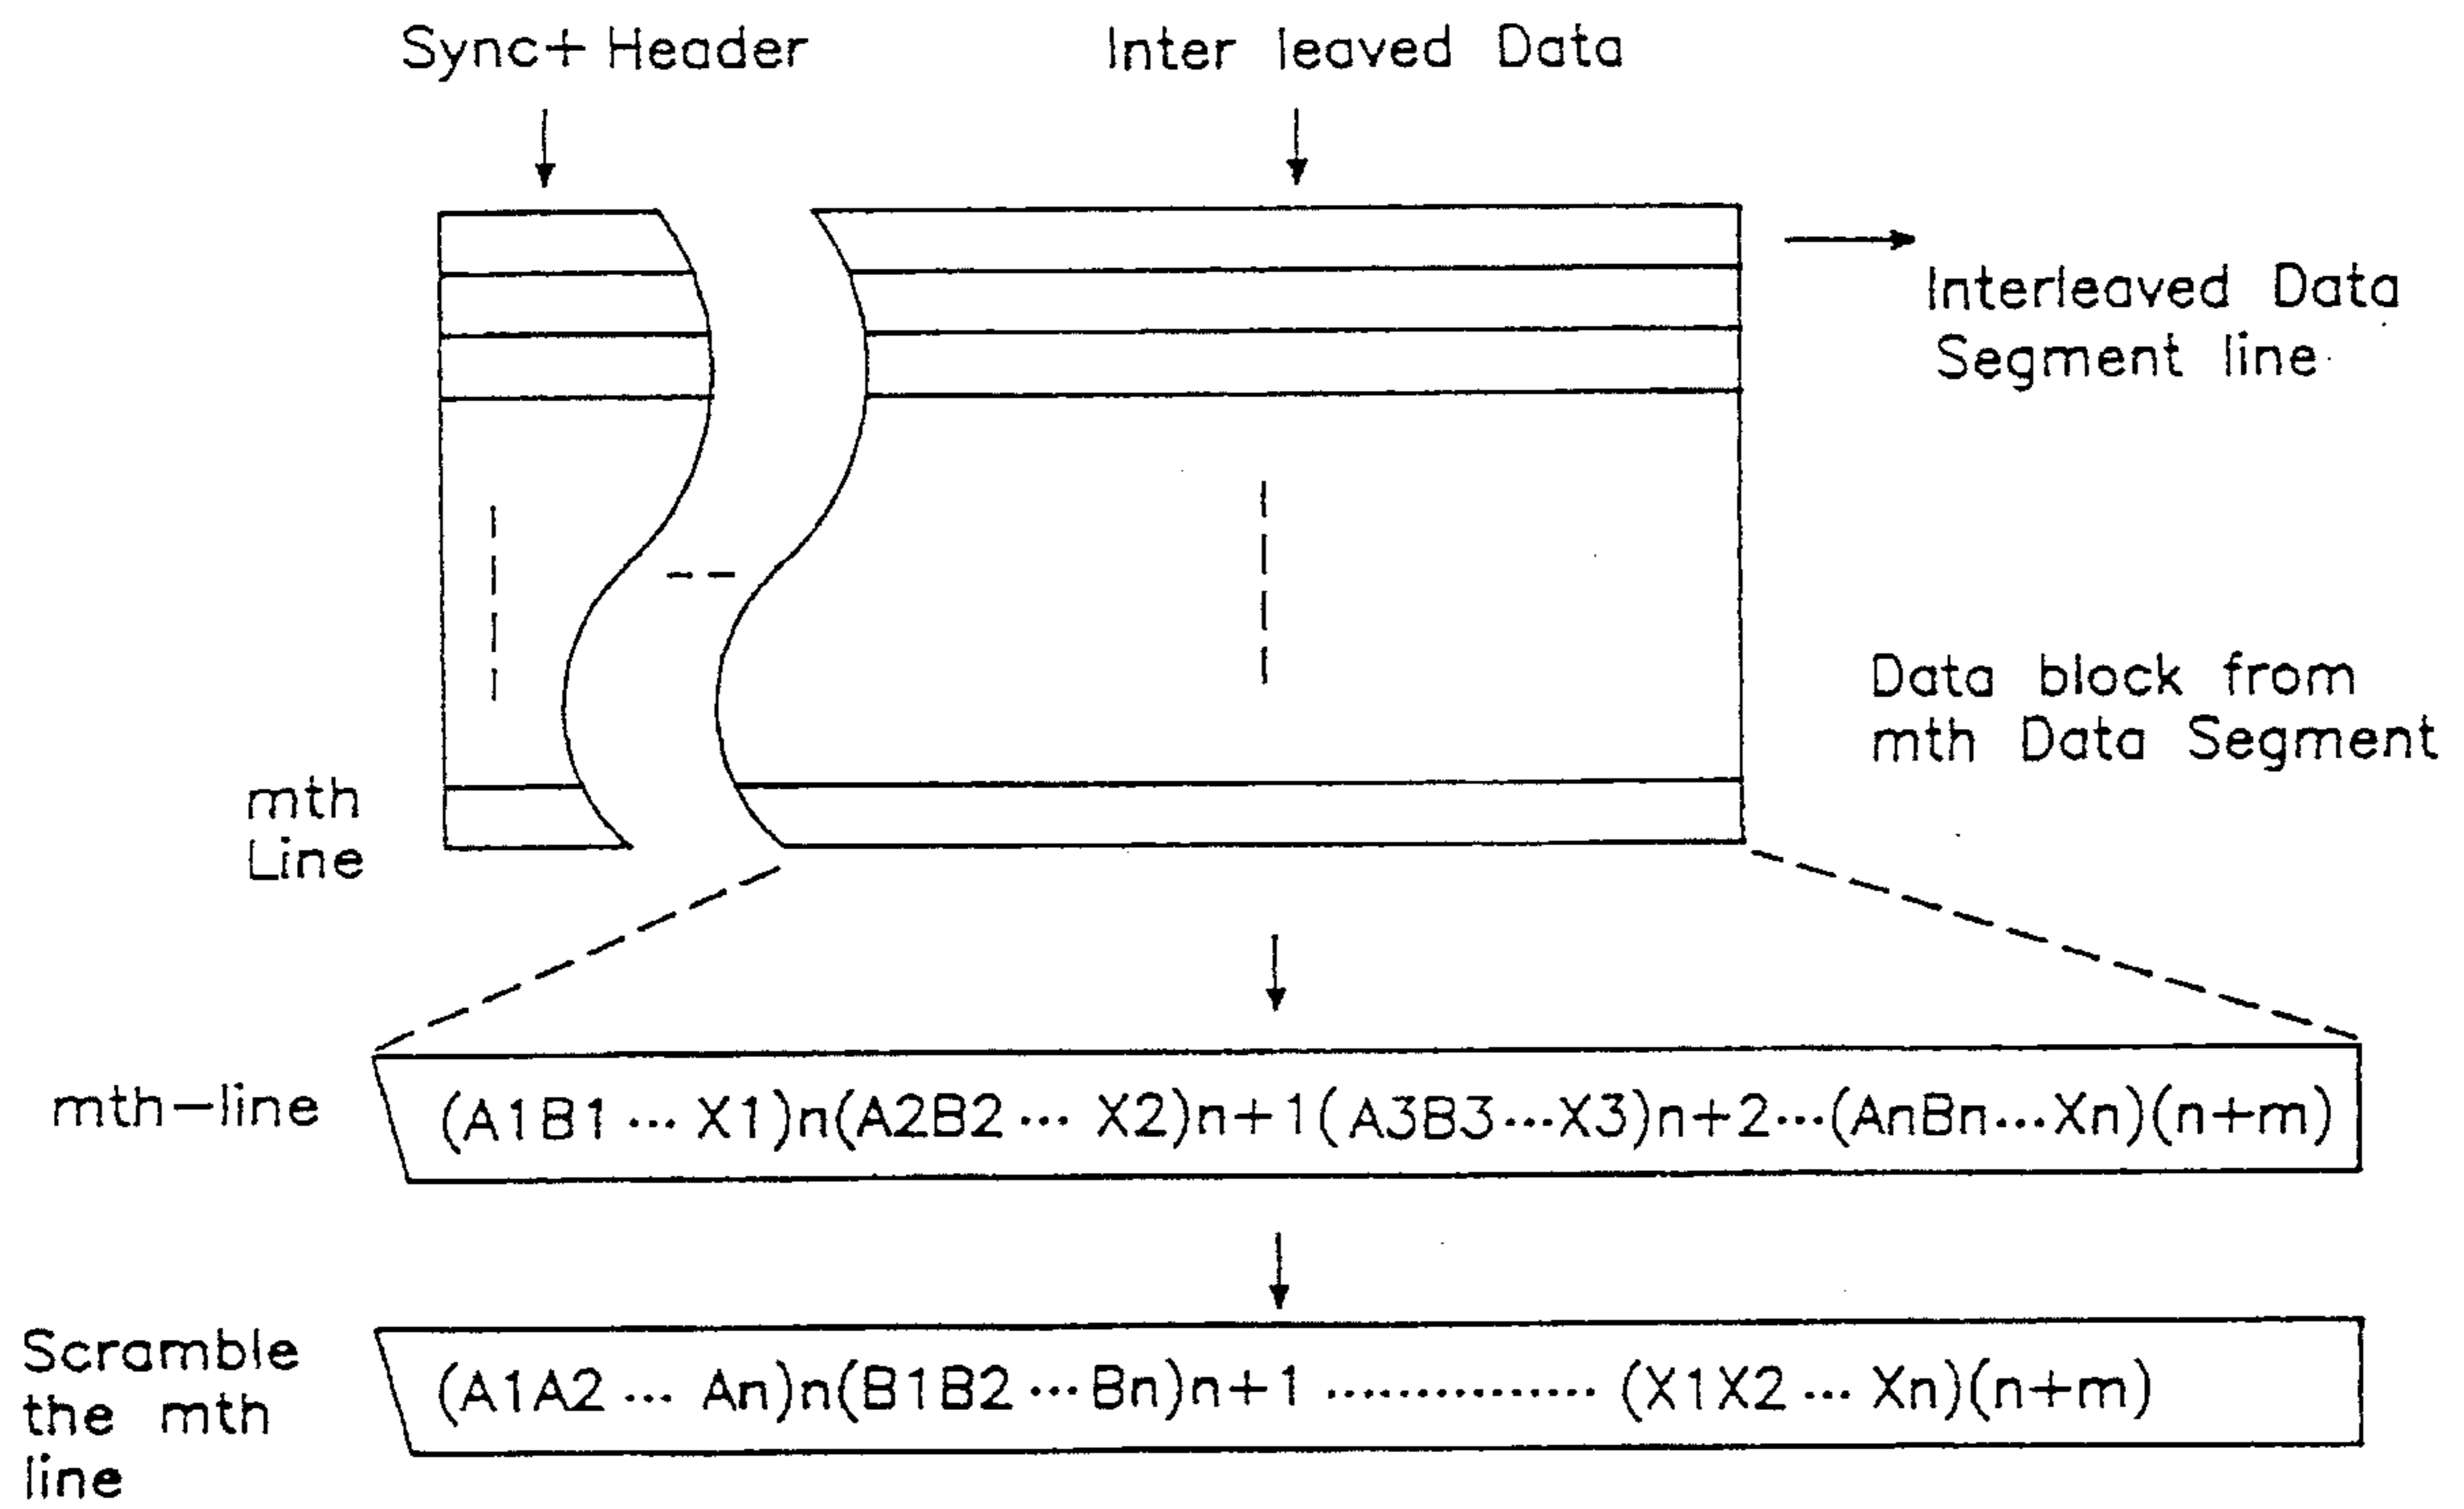 Sync+ Header
Inter leaved Data
Interleaved Data
Segment line
Data block from
mth Data Segment
mth
Line
mth-line
(A1B1 ... X1)n(A2B2 ... X2)n+1(A3B3...X3)n+2...(AnBn...Xn)(n+m)
Scramble
the mth
line
(A1A2 ... An)n(B1B2 ... Bn)n+1 ............... (X1X2 ... Xn)(n+m)